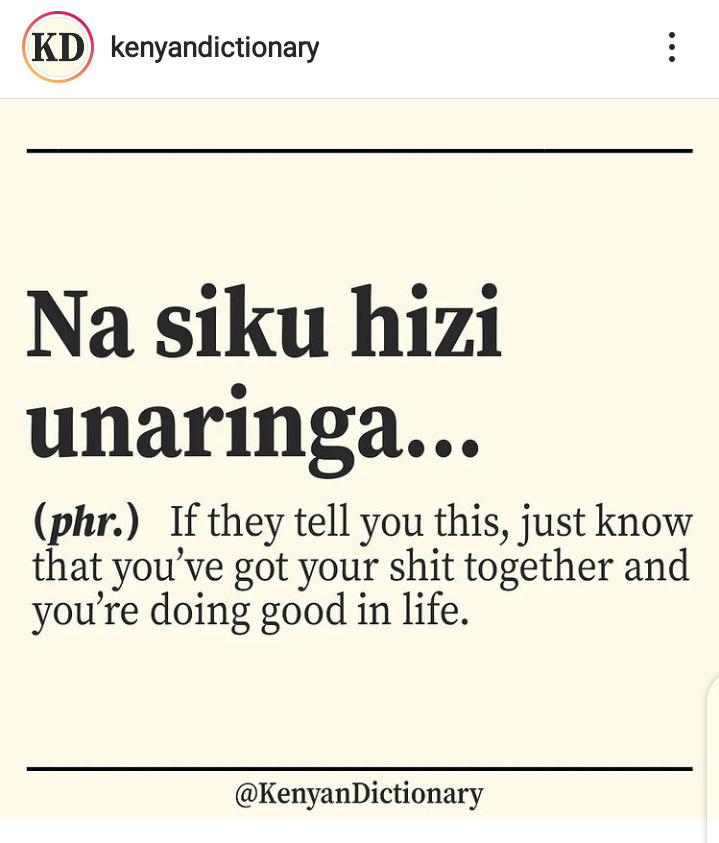 KD kenyandictionary
Na siku hizi
unaringa...
(phr.) If they tell you this, just know
that you’ve got your shit together and
you’re doing good in life.
@KenyanDictionary